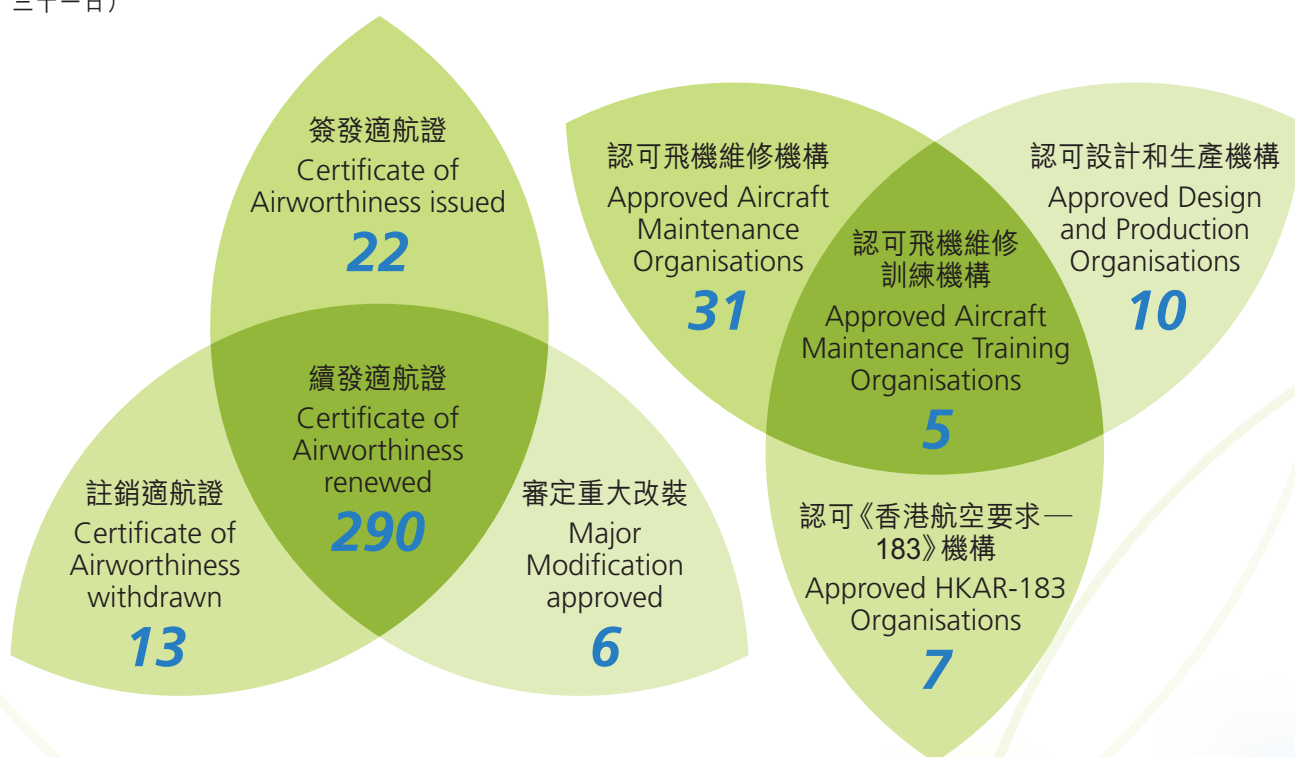 三十一日）
簽發適航證
Certificate of
Airworthiness issued
22
續發適航證
Certificate of
Airworthiness
renewed
290
註銷適航證
Certificate of
Airworthiness
withdrawn
13
審定重大改裝
Major
Modification
approved
6
認可飛機維修機構
Approved Aircraft
Maintenance
Organisations
31
認可飛機維修
訓練機構
Approved Aircraft
Maintenance Training
Organisations
5
認可設計和生產機構
Approved Design
and Production
Organisations
10
認可《香港航空要求—
183》機構
Approved HKAR-183
Organisations
7